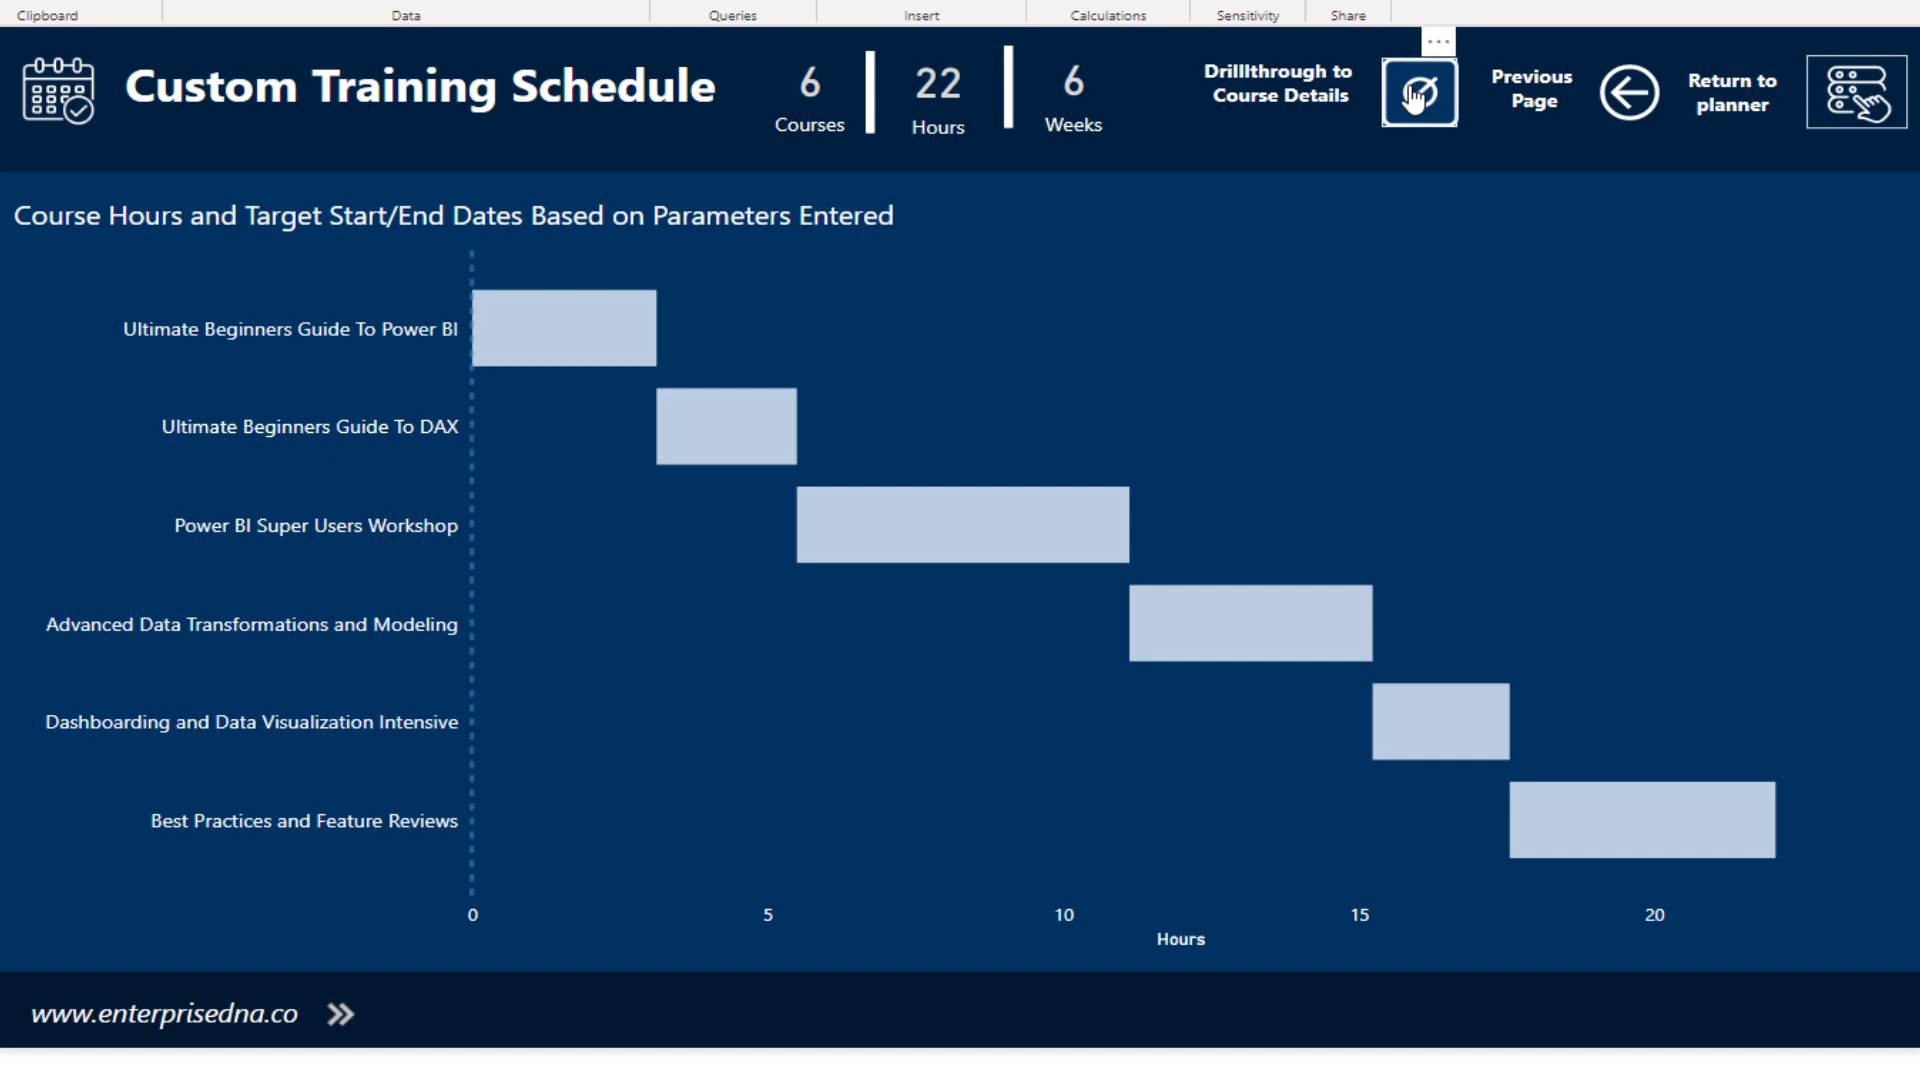 Clipboard Data Queries Insert Calculations Sensitivity Share
...
Custom Training Schedule
6
Courses
22
Hours
6
Weeks
Drilllthrough to
Course Details
Previous
Page
Return to
planner
Course Hours and Target Start/End Dates Based on Parameters Entered
Ultimate Beginners Guide To Power BI
Ultimate Beginners Guide To DAX
Power BI Super Users Workshop
Advanced Data Transformations and Modeling
Dashboarding and Data Visualization Intensive
Best Practices and Feature Reviews
0 5 10 15 20
Hours
www.enterprisedna.co